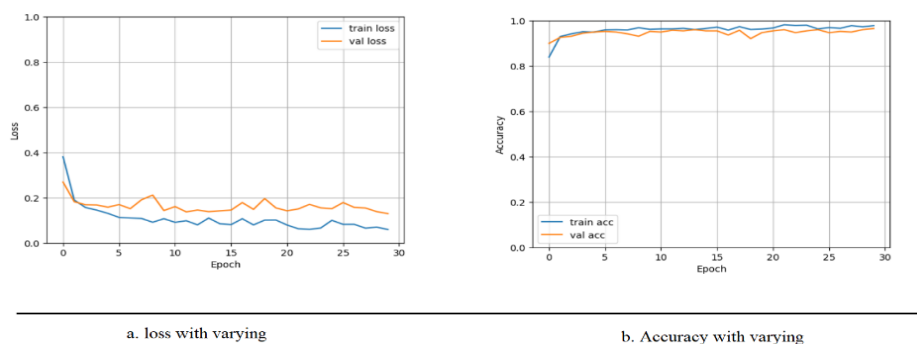 1.0
0.8
0.6
0.4
0.2
0.0
Loss
0 5 10 15 20 25 30
Epoch
train loss
val loss
1.0
0.8
0.6
0.4
0.2
0.0
Accuracy
0 5 10 15 20 25 30
Epoch
train acc
val acc
a. loss with varying
b. Accuracy with varying